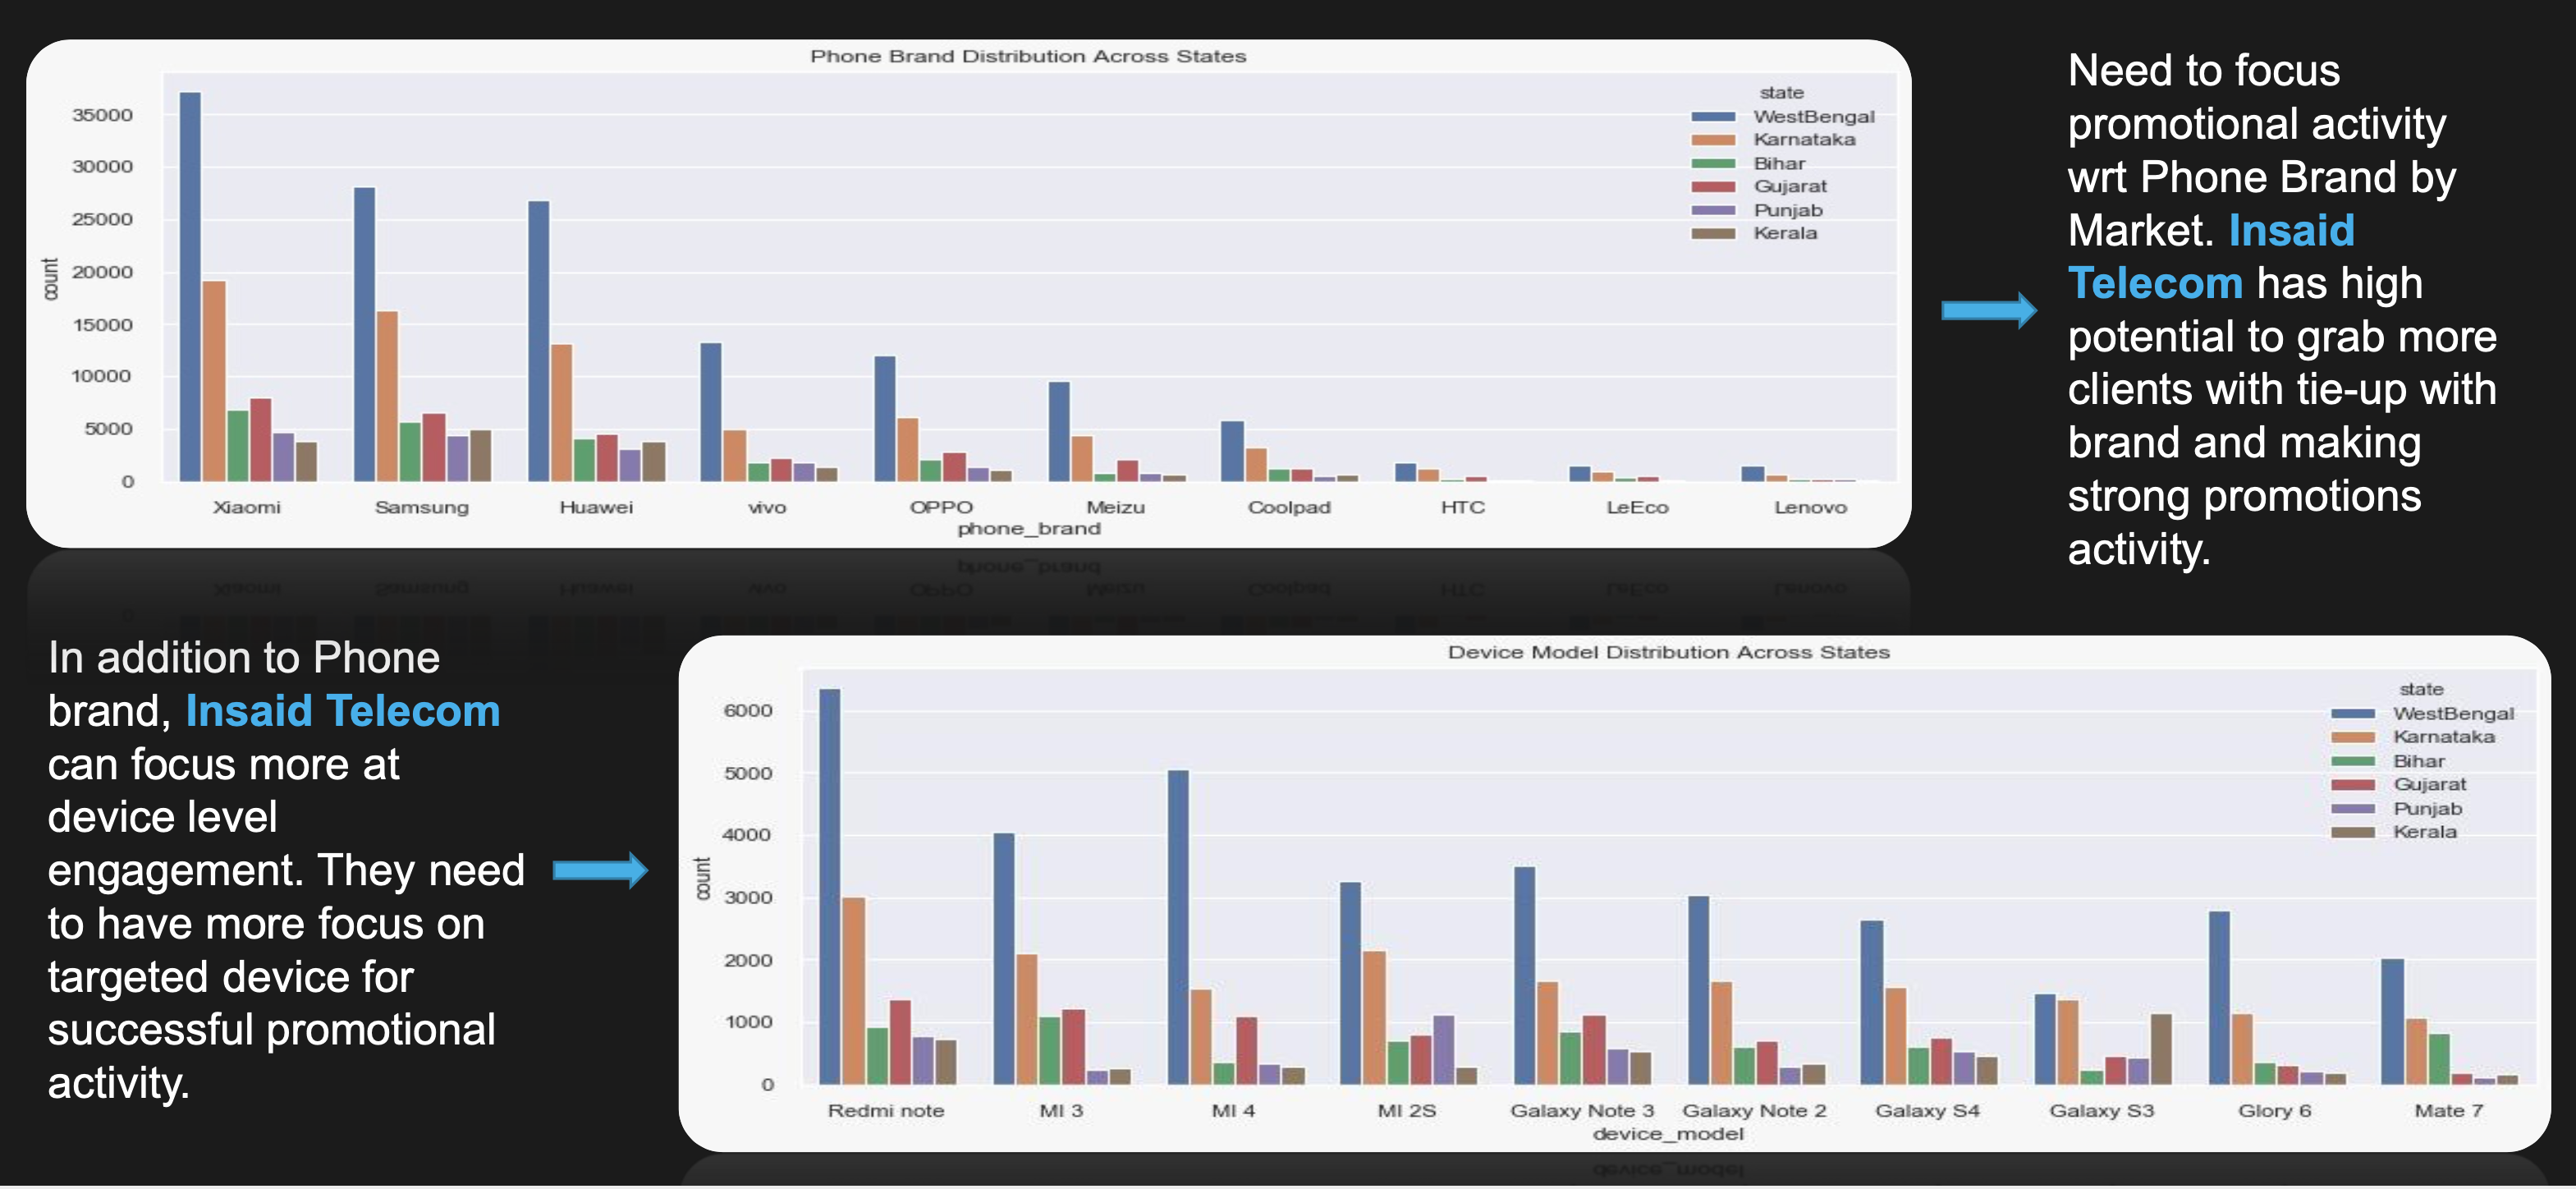 Phone Brand Distribution Across States
35000
30000
25000
20000
15000
10000
5000
0
count
state
WestBengal
Karnataka
Bihar
Gujarat
Punjab
Kerala
Xiaomi Samsung Huawei vivo OPPO Meizu Coolpad HTC LeEco Lenovo
phone_brand
Need to focus
promotional activity
wrt Phone Brand by
Market. Insaid
Telecom has high
potential to grab more
clients with tie-up with
brand and making
strong promotions
activity.
In addition to Phone
brand, Insaid Telecom
can focus more at
device level
engagement. They need
to have more focus on
targeted device for
successful promotional
activity.
Device Model Distribution Across States
6000
5000
4000
3000
2000
1000
0
count
state
WestBengal
Karnataka
Bihar
Gujarat
Punjab
Kerala
Redmi note MI 3 MI 4 MI 2S Galaxy Note 3 Galaxy Note 2 Galaxy S4 Galaxy S3 Glory 6 Mate 7
device_model